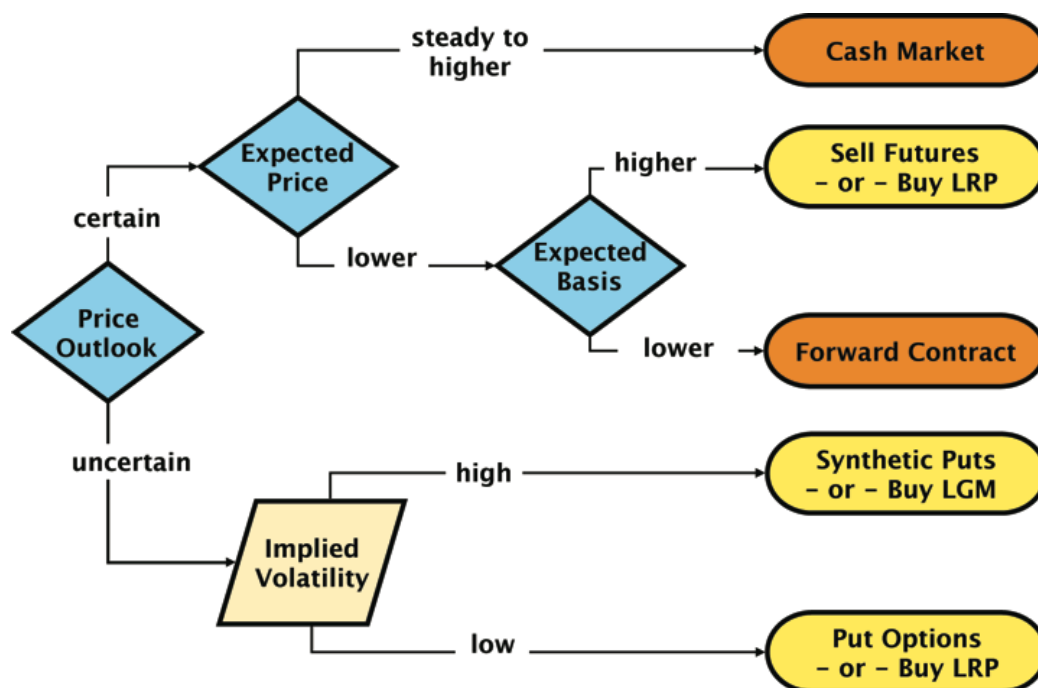 steady to
higher
Cash Market
Expected
Price
higher
Sell Futures
– or – Buy LRP
certain
lower
Expected
Basis
Price
Outlook
lower
Forward Contract
uncertain
high
Synthetic Puts
– or – Buy LGM
Implied
Volatility
low
Put Options
– or – Buy LRP